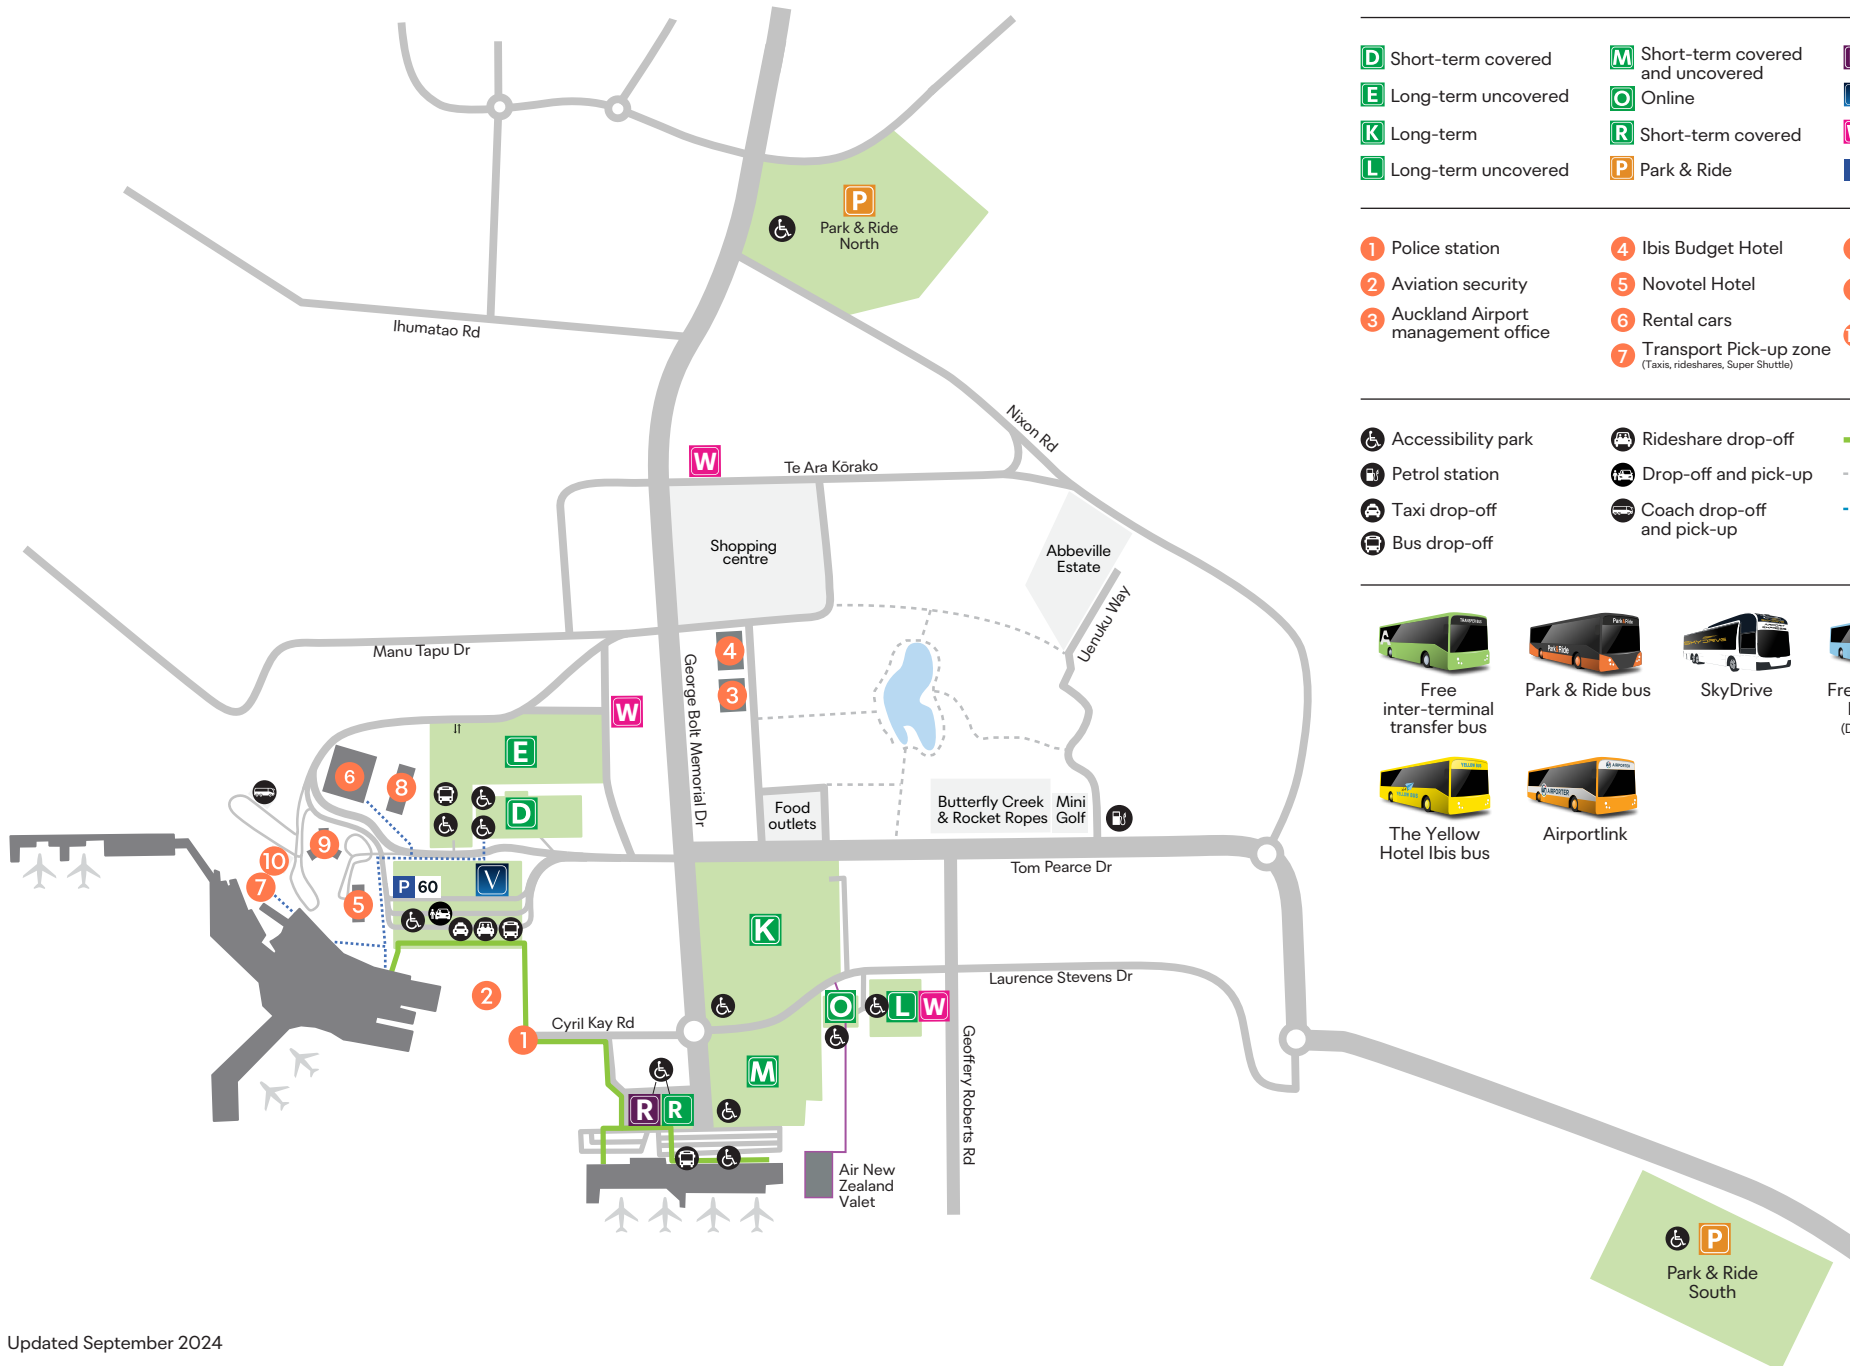 D Short-term covered
E Long-term uncovered
K Long-term
L Long-term uncovered
M Short-term covered
and uncovered
O Online
R Short-term covered
P Park & Ride
1 Police station
2 Aviation security
3 Auckland Airport
management office
4 Ibis Budget Hotel
5 Novotel Hotel
6 Rental cars
7 Transport Pick-up zone
(Taxis, rideshares, Super Shuttle)
Accessibility park
Petrol station
Taxi drop-off
Bus drop-off
Rideshare drop-off
Drop-off and pick-up
Coach drop-off
and pick-up
Free
inter-terminal
transfer bus
Park & Ride bus
SkyDrive
The Yellow
Hotel Ibis bus
Airportlink
P
Park & Ride
North
Ihumatao Rd
Nixon Rd
W
Te Ara Kōrako
Shopping
centre
Abbeville
Estate
Uenuku Way
Manu Tapu Dr
George Bolt Memorial Dr
4
3
W
E
6
8
D
Food
outlets
Butterfly Creek
& Rocket Ropes
Mini
Golf
9
10
7
5
P 60
V
Tom Pearce Dr
K
2
Laurence Stevens Dr
O
L
W
1
Cyril Kay Rd
Geoffery Roberts Rd
M
R
R
Air New
Zealand
Valet
P
Park & Ride
South
Updated September 2024